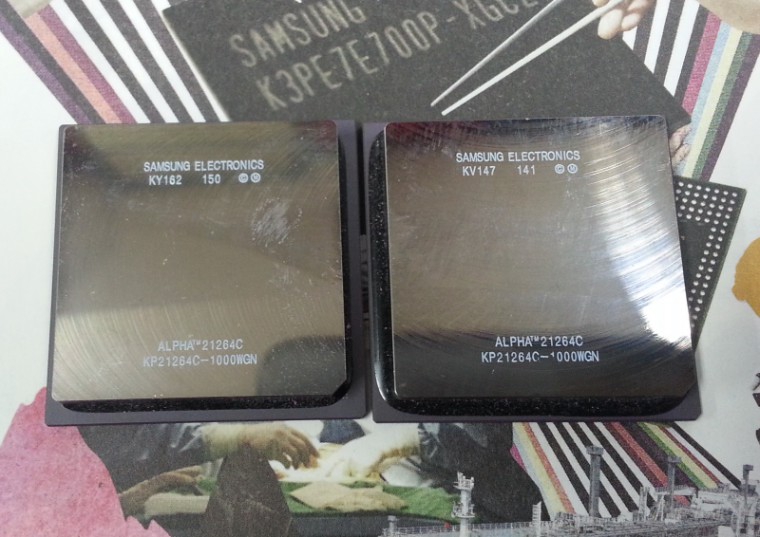 SAMSUNG
K3PE7E700P-XGC2
SAMSUNG ELECTRONICS
KY162 150 Ⓒ Ⓜ
ALPHA™21264C
KP21264C-1000WGN
SAMSUNG ELECTRONICS
KV147 141 Ⓒ Ⓜ
ALPHA™21264C
KP21264C-1000WGN